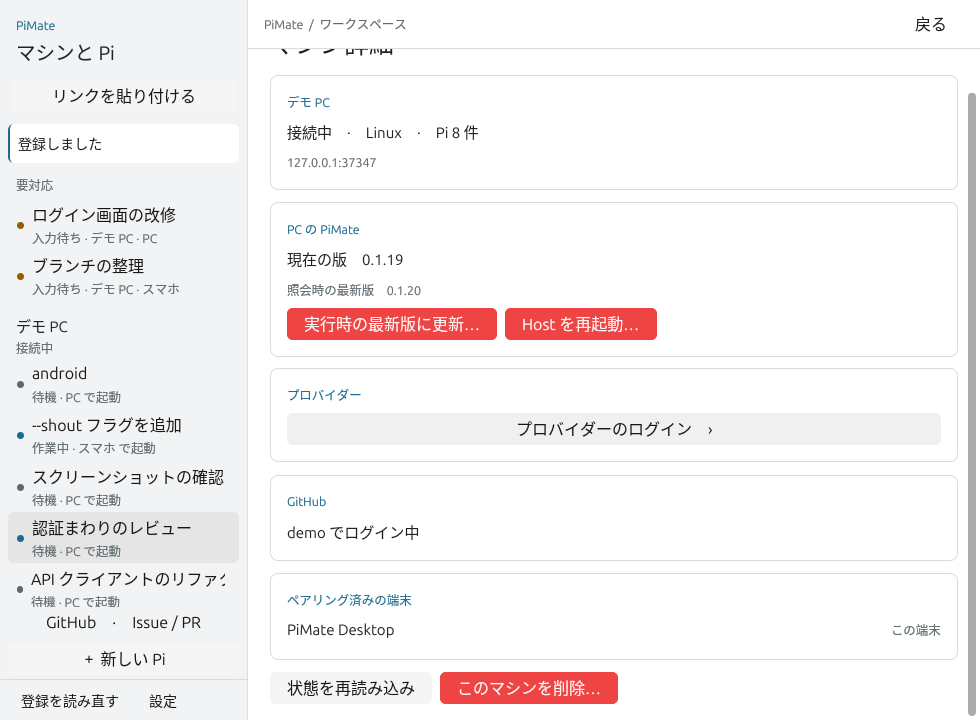 PiMate
マシンと Pi
リンクを貼り付ける
登録しました
要対応
ログイン画面の改修
入力待ち · デモ PC · PC
ブランチの整理
入力待ち · デモ PC · スマホ
デモ PC
接続中
android
待機 · PC で起動
--shout フラグを追加
作業中 · スマホ で起動
スクリーンショットの確認
待機 · PC で起動
認証まわりのレビュー
待機 · PC で起動
API クライアントのリファク
待機 · PC で起動
GitHub · Issue / PR
+ 新しい Pi
登録を読み直す 設定
PiMate / ワークスペース 戻る
マシン詳細
デモ PC
接続中 · Linux · Pi 8 件
127.0.0.1:37347
PC の PiMate
現在の版 0.1.19
照会時の最新版 0.1.20
実行時の最新版に更新… Host を再起動…
プロバイダー
プロバイダーのログイン ›
GitHub
demo でログイン中
ペアリング済みの端末
PiMate Desktop この端末
状態を再読み込み このマシンを削除…